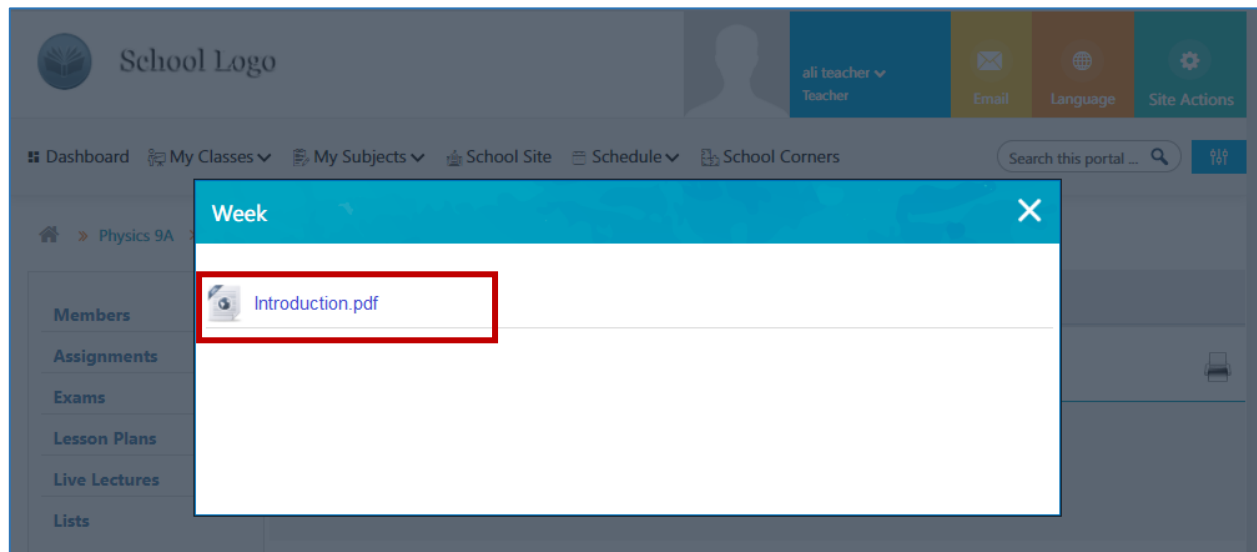 School Logo
ali teacher
Teacher
Email
Language
Site Actions
Dashboard My Classes My Subjects School Site Schedule School Corners
Search this portal ...
Week
Physics 9A
Introduction.pdf
Members
Assignments
Exams
Lesson Plans
Live Lectures
Lists